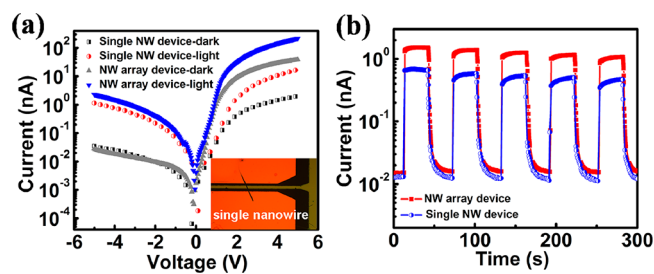 (a)
Single NW device-dark
Single NW device-light
NW array device-dark
NW array device-light
Current (nA)
10²
10¹
10⁰
10⁻¹
10⁻²
10⁻³
10⁻⁴
single nanowire
-6 -4 -2 0 2 4 6
Voltage (V)
(b)
Current (nA)
10⁰
10⁻¹
10⁻²
NW array device
Single NW device
0 100 200 300
Time (s)